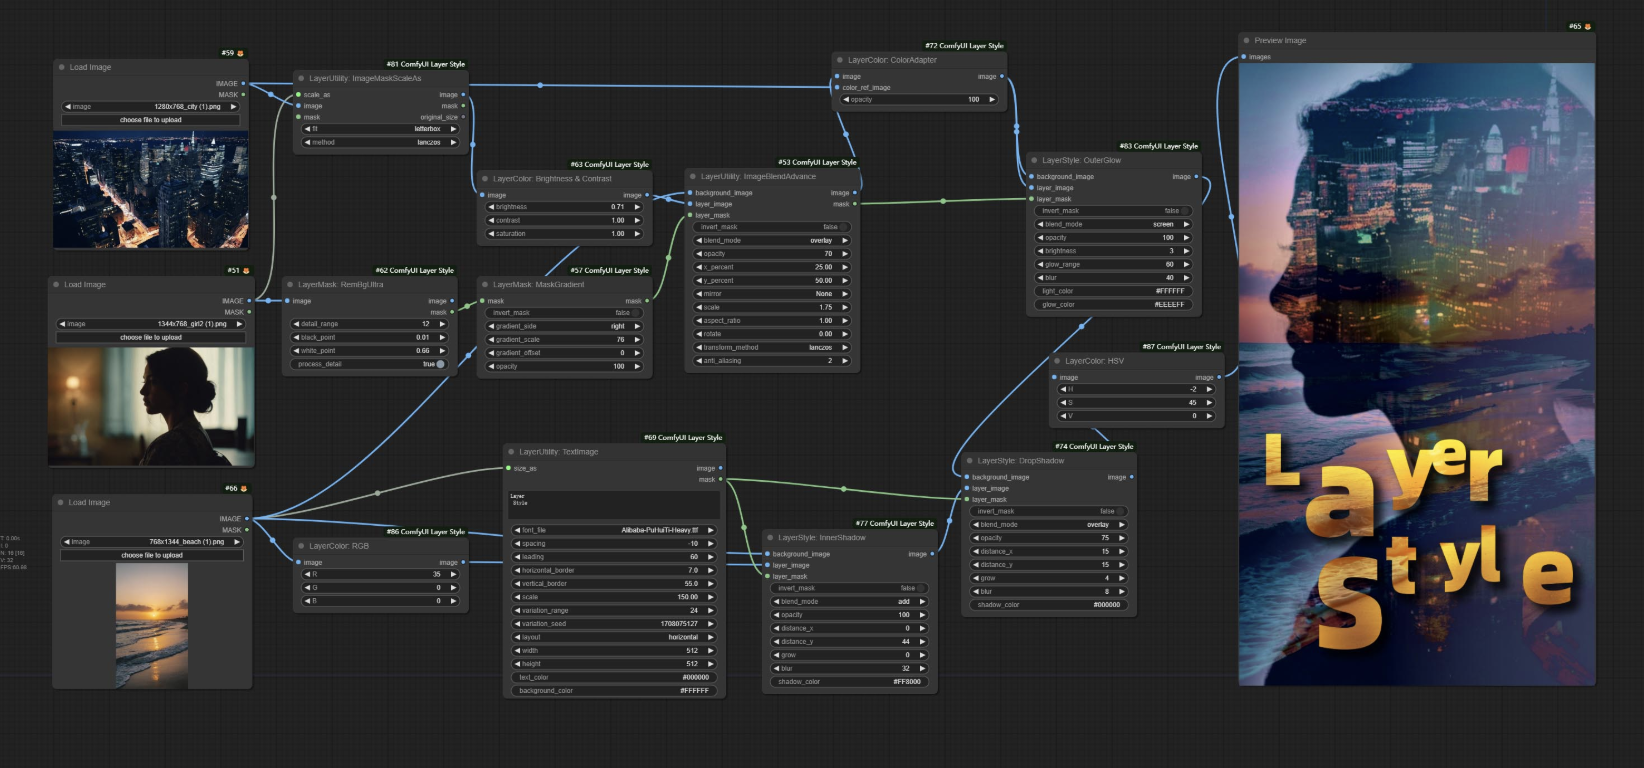 #59
Load Image
IMAGE
MASK
image 1280x768_city (1).png
choose file to upload
#81 ComfyUI Layer Style
LayerUtility: ImageMaskScaleAs
scale_as image
image mask
mask original_size
fit letterbox
method lanczos
#51
Load Image
IMAGE
MASK
image 1344x768_girl2 (1).png
choose file to upload
#62 ComfyUI Layer Style
LayerMask: RemBgUltra
image image
mask
detail_range 12
black_point 0.01
white_point 0.66
process_detail true
#63 ComfyUI Layer Style
LayerColor: Brightness & Contrast
image image
brightness 0.71
contrast 1.00
saturation 1.00
#57 ComfyUI Layer Style
LayerMask: MaskGradient
mask mask
invert_mask false
gradient_side right
gradient_scale 76
gradient_offset 0
opacity 100
#53 ComfyUI Layer Style
LayerUtility: ImageBlendAdvance
background_image image
layer_image mask
layer_mask
invert_mask false
blend_mode overlay
opacity 70
x_percent 25.00
y_percent 50.00
mirror None
scale 1.75
aspect_ratio 1.00
rotate 0.00
transform_method lanczos
anti_aliasing 2
#72 ComfyUI Layer Style
LayerColor: ColorAdapter
image image
color_ref_image
opacity 100
#83 ComfyUI Layer Style
LayerStyle: OuterGlow
background_image image
layer_image
layer_mask
invert_mask false
blend_mode screen
opacity 100
brightness 3
glow_range 60
blur 40
light_color #FFFFFF
glow_color #EEEEFF
#87 ComfyUI Layer Style
LayerColor: HSV
image image
H -2
S 45
V 0
#66
Load Image
IMAGE
MASK
image 768x1344_beach (1).png
choose file to upload
#86 ComfyUI Layer Style
LayerColor: RGB
image image
R 35
G 0
B 0
#69 ComfyUI Layer Style
LayerUtility: TextImage
size_as image
mask
Layer
Style
font_file Alibaba-PuHuiTi-Heavy.ttf
spacing -10
leading 60
horizontal_border 7.0
vertical_border 55.0
scale 150.00
variation_range 24
variation_seed 1708075127
layout horizontal
width 512
height 512
text_color #000000
background_color #FFFFFF
#77 ComfyUI Layer Style
LayerStyle: InnerShadow
background_image image
layer_image
layer_mask
invert_mask false
blend_mode add
opacity 100
distance_x 0
distance_y 44
grow 0
blur 32
shadow_color #FF8000
#74 ComfyUI Layer Style
LayerStyle: DropShadow
background_image image
layer_image
layer_mask
invert_mask false
blend_mode overlay
opacity 75
distance_x 15
distance_y 15
grow 4
blur 8
shadow_color #000000
#65
Preview Image
images
Layer
Style